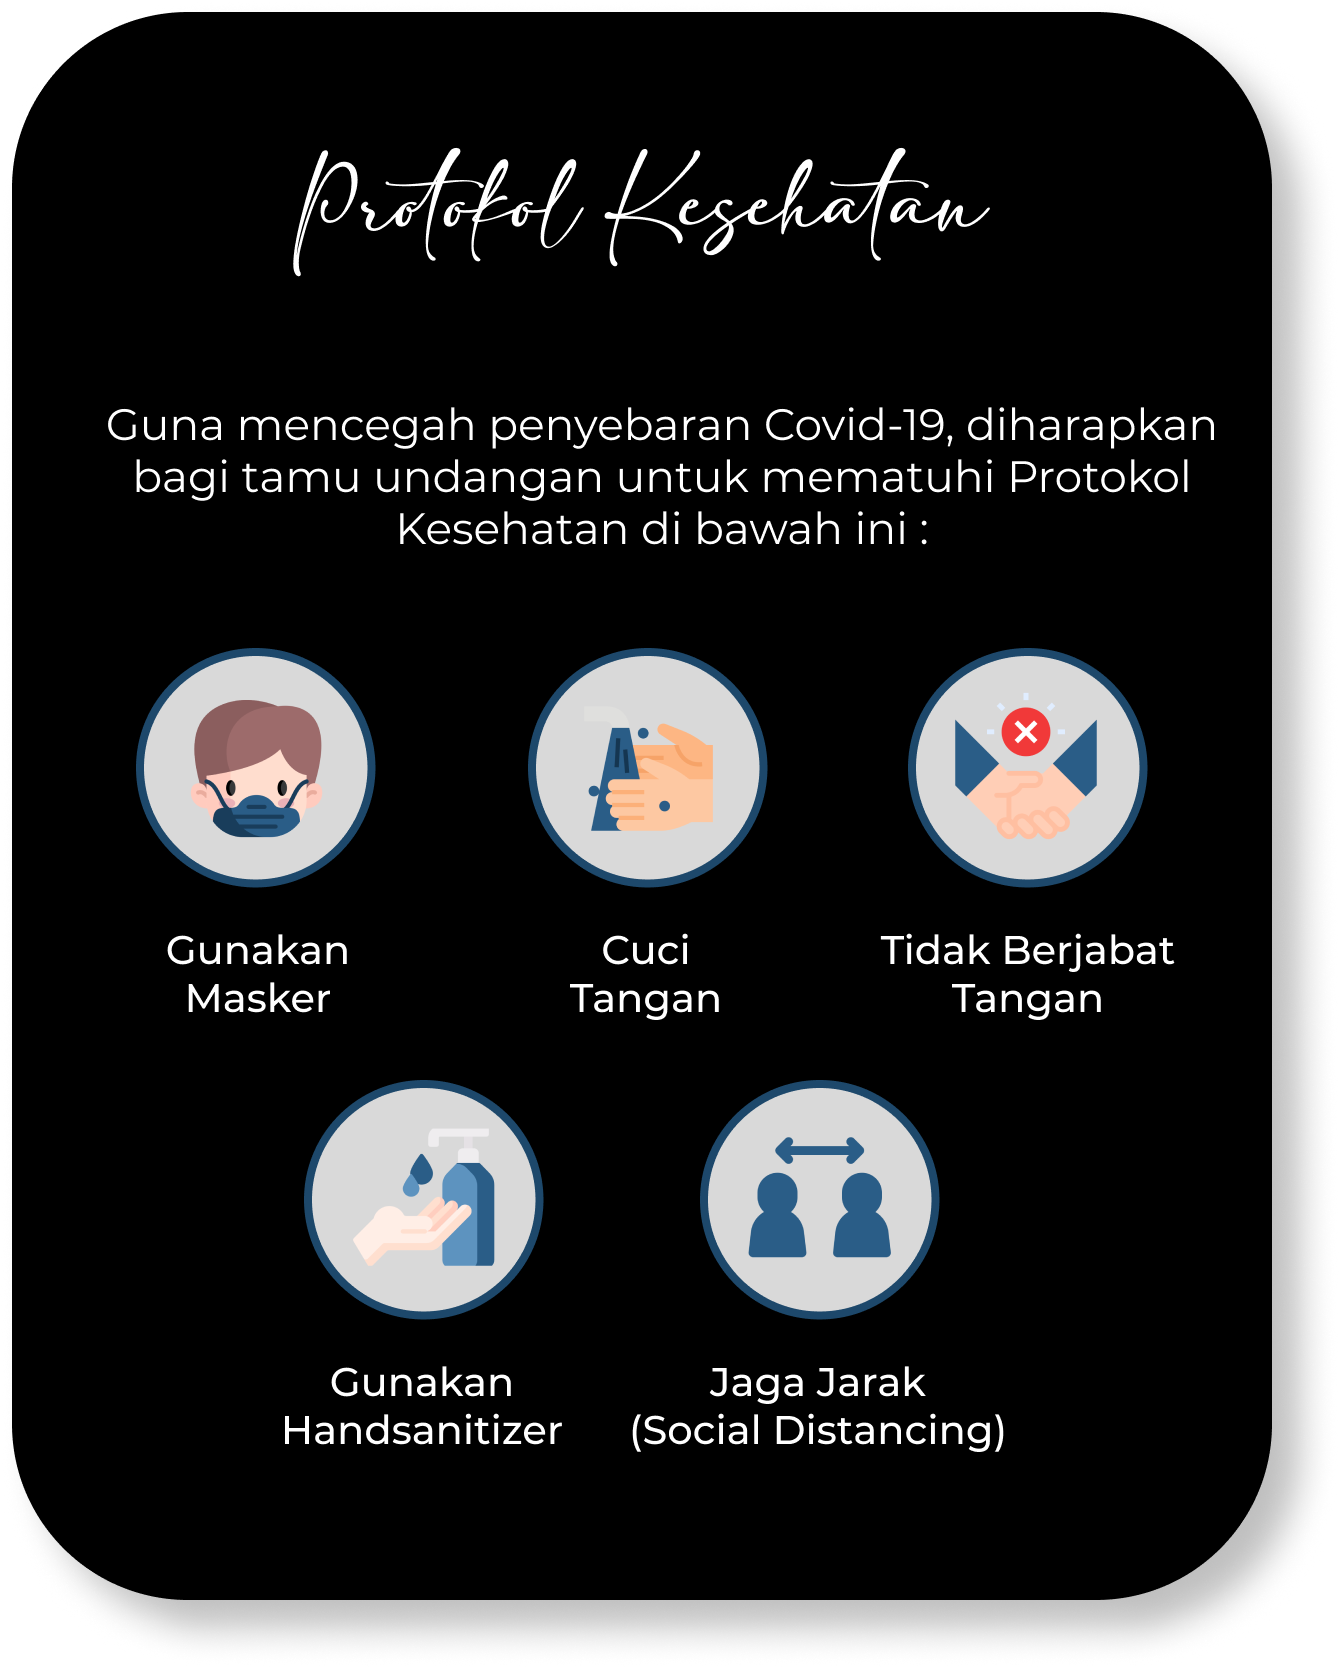 Protokol Kesehatan
Guna mencegah penyebaran Covid-19, diharapkan
bagi tamu undangan untuk mematuhi Protokol
Kesehatan di bawah ini :
Gunakan
Masker
Cuci
Tangan
Tidak Berjabat
Tangan
Gunakan
Handsanitizer
Jaga Jarak
(Social Distancing)